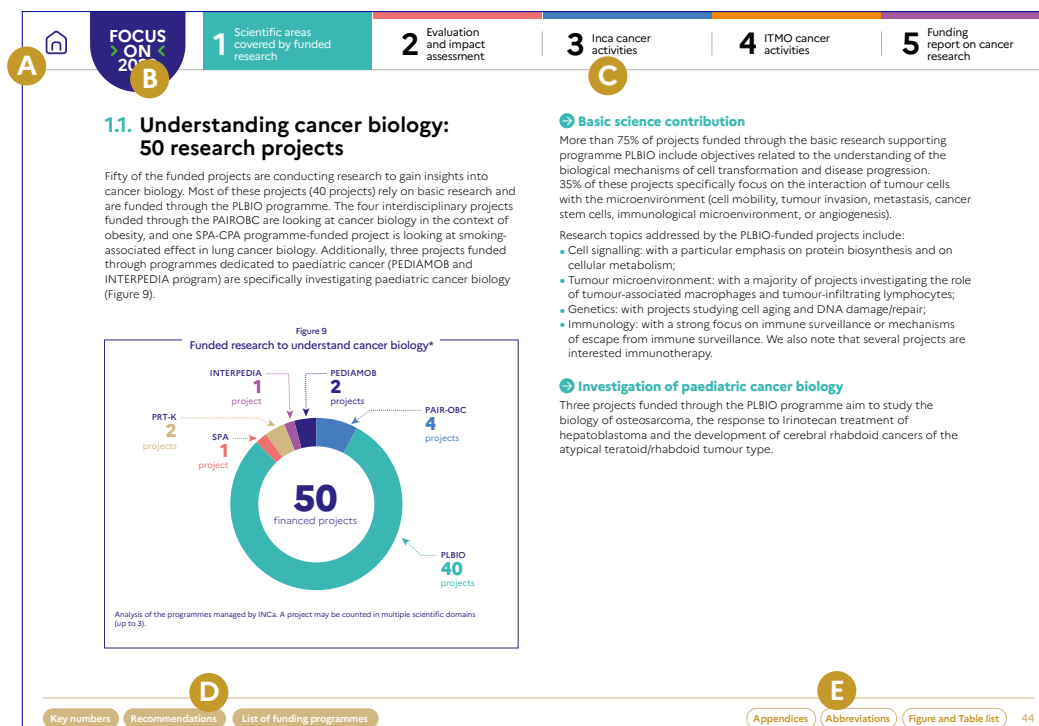 A
FOCUS
> ON <
B
1 Scientific areas
covered by funded
research
2 Evaluation
and impact
assessment
3 Inca cancer
activities
C
4 ITMO cancer
activities
5 Funding
report on cancer
research
1.1. Understanding cancer biology:
50 research projects
Fifty of the funded projects are conducting research to gain insights into
cancer biology. Most of these projects (40 projects) rely on basic research and
are funded through the PLBIO programme. The four interdisciplinary projects
funded through the PAIROBC are looking at cancer biology in the context of
obesity, and one SPA-CPA programme-funded project is looking at smoking-
associated effect in lung cancer biology. Additionally, three projects funded
through programmes dedicated to paediatric cancer (PEDIAMOB and
INTERPEDIA program) are specifically investigating paediatric cancer biology
(Figure 9).
Figure 9
Funded research to understand cancer biology*
INTERPEDIA
1
project
PEDIAMOB
2
projects
PRT-K
2
projects
SPA
1
project
PAIR-OBC
4
projects
50
financed projects
PLBIO
40
projects
Analysis of the programmes managed by INCa. A project may be counted in multiple scientific domains
(up to 3).
Basic science contribution
More than 75% of projects funded through the basic research supporting
programme PLBIO include objectives related to the understanding of the
biological mechanisms of cell transformation and disease progression.
35% of these projects specifically focus on the interaction of tumour cells
with the microenvironment (cell mobility, tumour invasion, metastasis, cancer
stem cells, immunological microenvironment, or angiogenesis).
Research topics addressed by the PLBIO-funded projects include:
• Cell signalling: with a particular emphasis on protein biosynthesis and on
cellular metabolism;
• Tumour microenvironment: with a majority of projects investigating the role
of tumour-associated macrophages and tumour-infiltrating lymphocytes;
• Genetics: with projects studying cell aging and DNA damage/repair;
• Immunology: with a strong focus on immune surveillance or mechanisms
of escape from immune surveillance. We also note that several projects are
interested immunotherapy.
Investigation of paediatric cancer biology
Three projects funded through the PLBIO programme aim to study the
biology of osteosarcoma, the response to Irinotecan treatment of
hepatoblastoma and the development of cerebral rhabdoid cancers of the
atypical teratoid/rhabdoid tumour type.
D
E
Key numbers
Recommendations
List of funding programmes
Appendices
Abbreviations
Figure and Table list
44